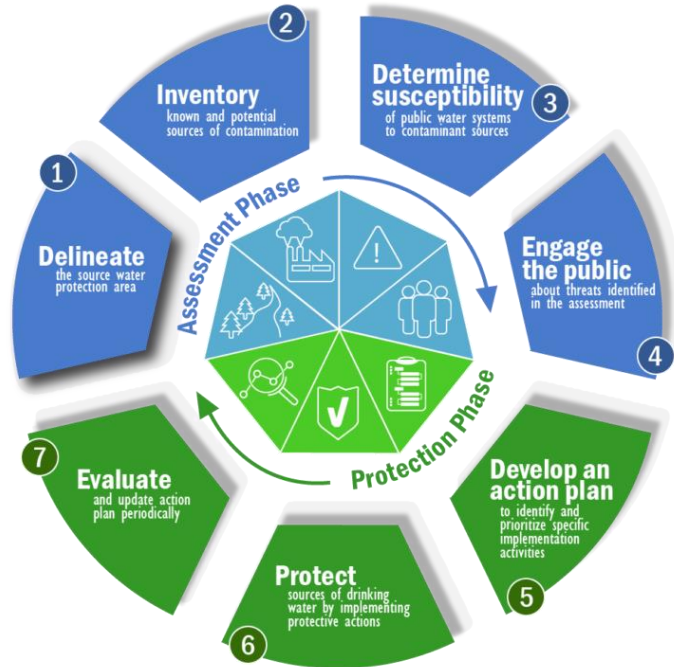 1
Delineate
the source water
protection area
2
Inventory
known and potential
sources of contamination
3
Determine
susceptibility
of public water systems
to contaminant sources
4
Engage
the public
about threats identified
in the assessment
5
Develop an
action plan
to identify and
prioritize specific
implementation
activities
6
Protect
sources of drinking
water by implementing
protective actions
7
Evaluate
and update action
plan periodically
Assessment Phase
Protection Phase